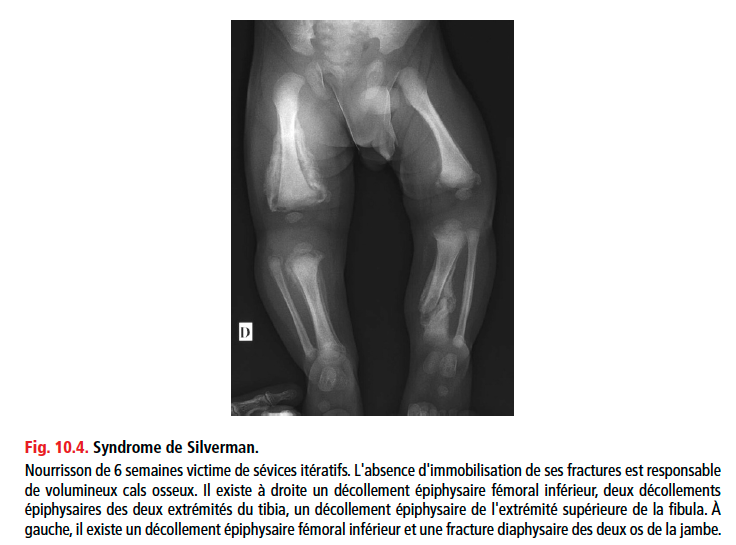 D
Fig. 10.4. Syndrome de Silverman.
Nourrisson de 6 semaines victime de sévices itératifs. L'absence d'immobilisation de ses fractures est responsable
de volumineux cals osseux. Il existe à droite un décollement épiphysaire fémoral inférieur, deux décollements
épiphysaires des deux extrémités du tibia, un décollement épiphysaire de l'extrémité supérieure de la fibula. À
gauche, il existe un décollement épiphysaire fémoral inférieur et une fracture diaphysaire des deux os de la jambe.